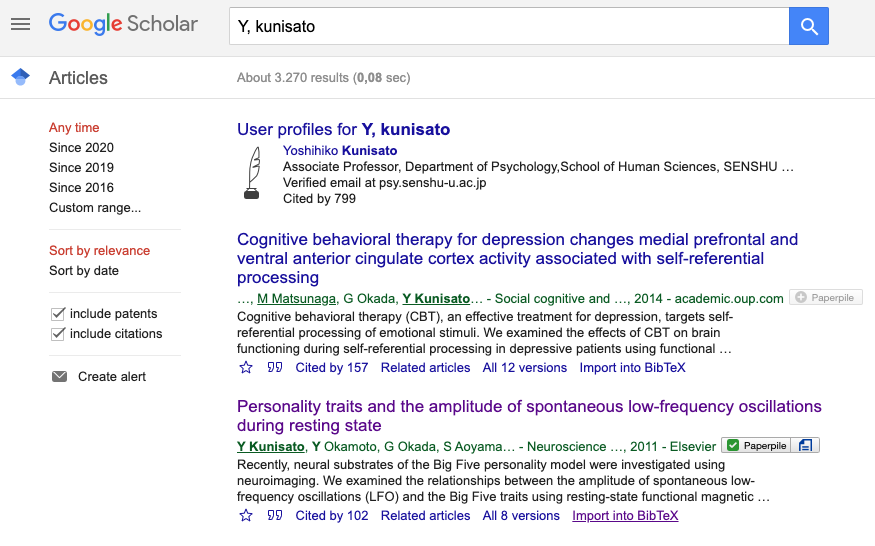 Google Scholar
Y, kunisato
Articles
About 3.270 results (0,08 sec)
Any time
Since 2020
Since 2019
Since 2016
Custom range...
Sort by relevance
Sort by date
include patents
include citations
Create alert
User profiles for Y, kunisato
Yoshihiko Kunisato
Associate Professor, Department of Psychology,School of Human Sciences, SENSHU …
Verified email at psy.senshu-u.ac.jp
Cited by 799
Cognitive behavioral therapy for depression changes medial prefrontal and
ventral anterior cingulate cortex activity associated with self-referential
processing
…, M Matsunaga, G Okada, Y Kunisato… - Social cognitive and …, 2014 - academic.oup.com Paperpile
Cognitive behavioral therapy (CBT), an effective treatment for depression, targets self-
referential processing of emotional stimuli. We examined the effects of CBT on brain
functioning during self-referential processing in depressive patients using functional …
Cited by 157 Related articles All 12 versions Import into BibTeX
Personality traits and the amplitude of spontaneous low-frequency oscillations
during resting state
Y Kunisato, Y Okamoto, G Okada, S Aoyama… - Neuroscience …, 2011 - Elsevier Paperpile
Recently, neural substrates of the Big Five personality model were investigated using
neuroimaging. We examined the relationships between the amplitude of spontaneous low-
frequency oscillations (LFO) and the Big Five traits using resting-state functional magnetic …
Cited by 102 Related articles All 8 versions Import into BibTeX